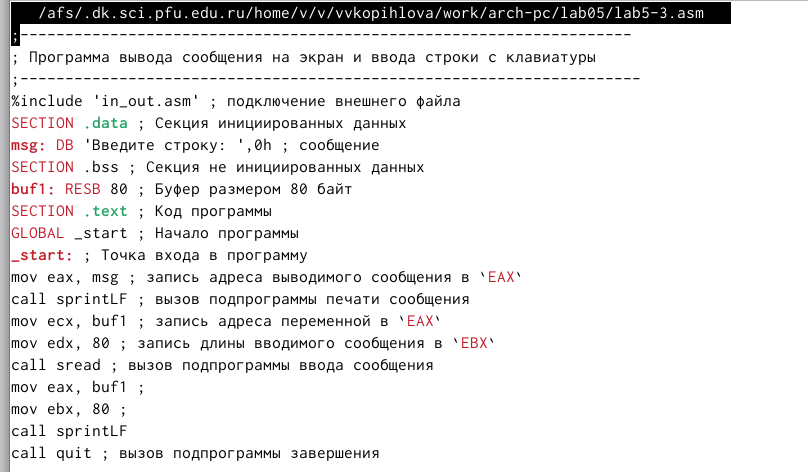 /afs/.dk.sci.pfu.edu.ru/home/v/v/vvkopihlova/work/arch-pc/lab05/lab5-3.asm
;--------------------------------------------------------------------
; Программа вывода сообщения на экран и ввода строки с клавиатуры
;---------------------------------------------------------------------
%include 'in_out.asm' ; подключение внешнего файла
SECTION .data ; Секция инициированных данных
msg: DB 'Введите строку: ',0h ; сообщение
SECTION .bss ; Секция не инициированных данных
buf1: RESB 80 ; Буфер размером 80 байт
SECTION .text ; Код программы
GLOBAL _start ; Начало программы
_start: ; Точка входа в программу
mov eax, msg ; запись адреса выводимого сообщения в `EAX`
call sprintLF ; вызов подпрограммы печати сообщения
mov ecx, buf1 ; запись адреса переменной в `EAX`
mov edx, 80 ; запись длины вводимого сообщения в `EBX`
call sread ; вызов подпрограммы ввода сообщения
mov eax, buf1 ;
mov ebx, 80 ;
call sprintLF
call quit ; вызов подпрограммы завершения